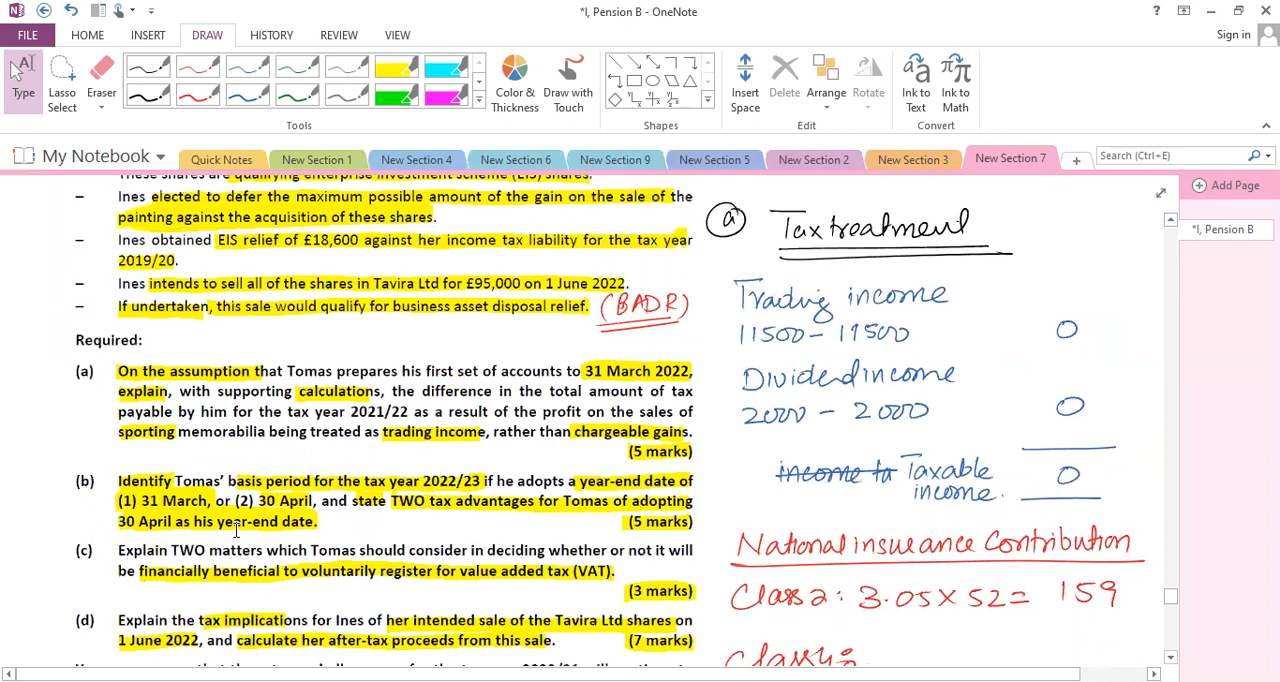 *I, Pension B - OneNote
?
FILE HOME INSERT DRAW HISTORY REVIEW VIEW
Sign in
Type
Lasso Select
Eraser
Color & Thickness
Draw with Touch
Insert Space
Delete
Arrange
Rotate
Ink to Text
Ink to Math
Tools
Shapes
Edit
Convert
My Notebook
Quick Notes New Section 1 New Section 4 New Section 6 New Section 9 New Section 5 New Section 2 New Section 3 New Section 7
Search (Ctrl+E)
Add Page
*I, Pension B
These shares are qualifying enterprise investment scheme (EIS) shares.
– Ines elected to defer the maximum possible amount of the gain on the sale of the
painting against the acquisition of these shares.
– Ines obtained EIS relief of £18,600 against her income tax liability for the tax year
2019/20.
– Ines intends to sell all of the shares in Tavira Ltd for £95,000 on 1 June 2022.
– If undertaken, this sale would qualify for business asset disposal relief.
(BADR)
Required:
(a) On the assumption that Tomas prepares his first set of accounts to 31 March 2022,
explain, with supporting calculations, the difference in the total amount of tax
payable by him for the tax year 2021/22 as a result of the profit on the sales of
sporting memorabilia being treated as trading income, rather than chargeable gains.
(5 marks)
(b) Identify Tomas' basis period for the tax year 2022/23 if he adopts a year-end date of
(1) 31 March, or (2) 30 April, and state TWO tax advantages for Tomas of adopting
30 April as his year-end date. (5 marks)
(c) Explain TWO matters which Tomas should consider in deciding whether or not it will
be financially beneficial to voluntarily register for value added tax (VAT).
(3 marks)
(d) Explain the tax implications for Ines of her intended sale of the Tavira Ltd shares on
1 June 2022, and calculate her after-tax proceeds from this sale. (7 marks)
a Tax treatment
Trading income
11500 – 19500 0
Dividend income
2000 – 2000 0
income ta Taxable 0
income.
National insurance Contribution
Class 2: 3.05 × 52 = 159